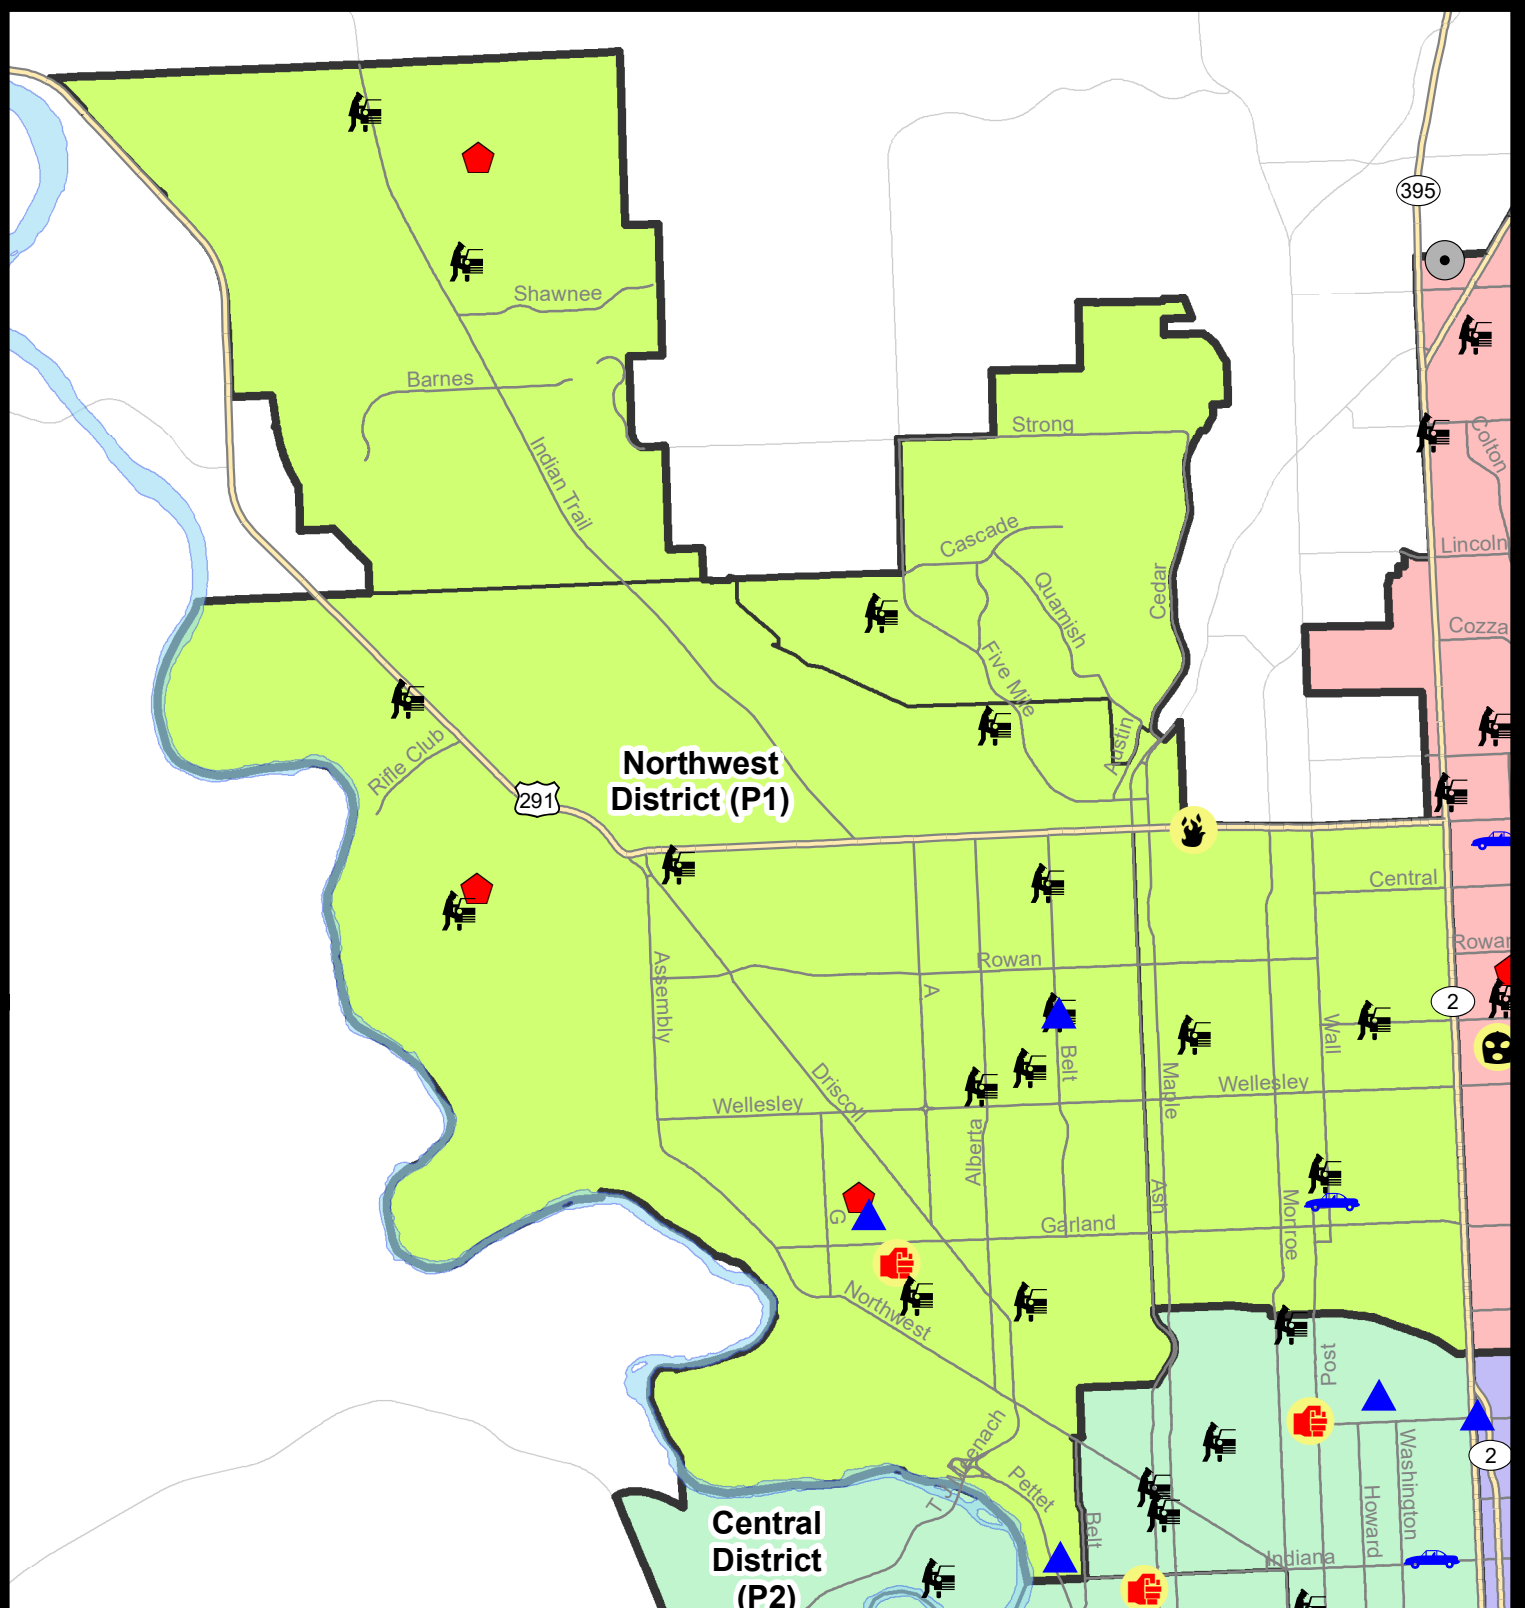 395
Shawnee
Barnes
Strong
Colton
Indian Trail
Cascade
Lincoln
Quamish
Cedar
Cozza
Five Mile
Austin
Rifle Club
Northwest
District (P1)
291
Central
Rowan
Rowan
Assembly
A
2
Wall
Belt
Maple
Driscoll
Wellesley
Wellesley
Alberta
Ash
Monroe
G
Garland
Northwest
Post
Pettet
2
Washington
Howard
Belt
Indiana
Central
District
(P2)